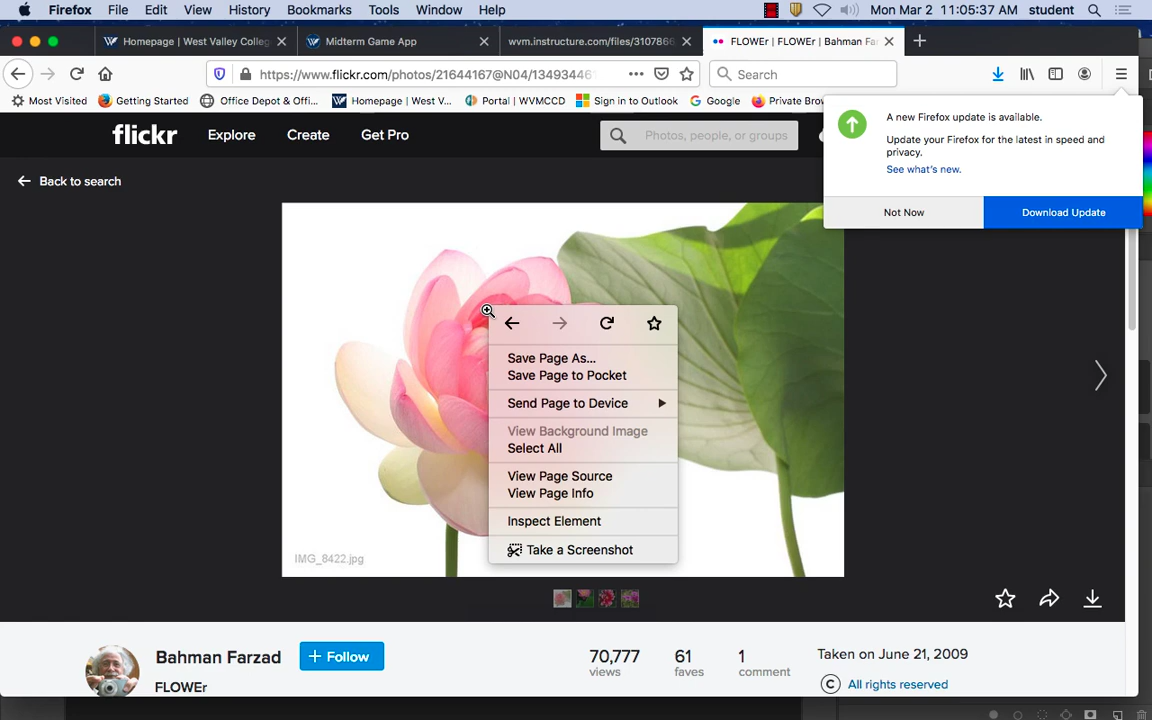 Firefox File Edit View History Bookmarks Tools Window Help Mon Mar 2 11:05:37 AM student
Homepage | West Valley Colleg Midterm Game App wvm.instructure.com/files/3107866 FLOWEr | FLOWEr | Bahman Far
https://www.flickr.com/photos/21644167@N04/134934461 Search
Most Visited Getting Started Office Depot & Offi... Homepage | West V... Portal | WVMCCD Sign in to Outlook Google Private Brow
A new Firefox update is available.
Update your Firefox for the latest in speed and
privacy.
See what's new.
Not Now Download Update
flickr Explore Create Get Pro Photos, people, or groups
Back to search
Save Page As...
Save Page to Pocket
Send Page to Device
View Background Image
Select All
View Page Source
View Page Info
Inspect Element
Take a Screenshot
IMG_8422.jpg
Bahman Farzad + Follow
FLOWEr
70,777
views
61
faves
1
comment
Taken on June 21, 2009
© All rights reserved